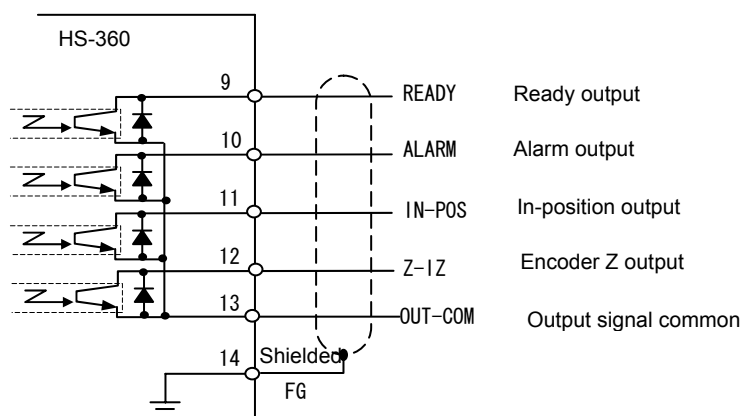 HS-360
9 READY Ready output
10 ALARM Alarm output
11 IN-POS In-position output
12 Z-IZ Encoder Z output
13 OUT-COM Output signal common
14 Shielded
FG